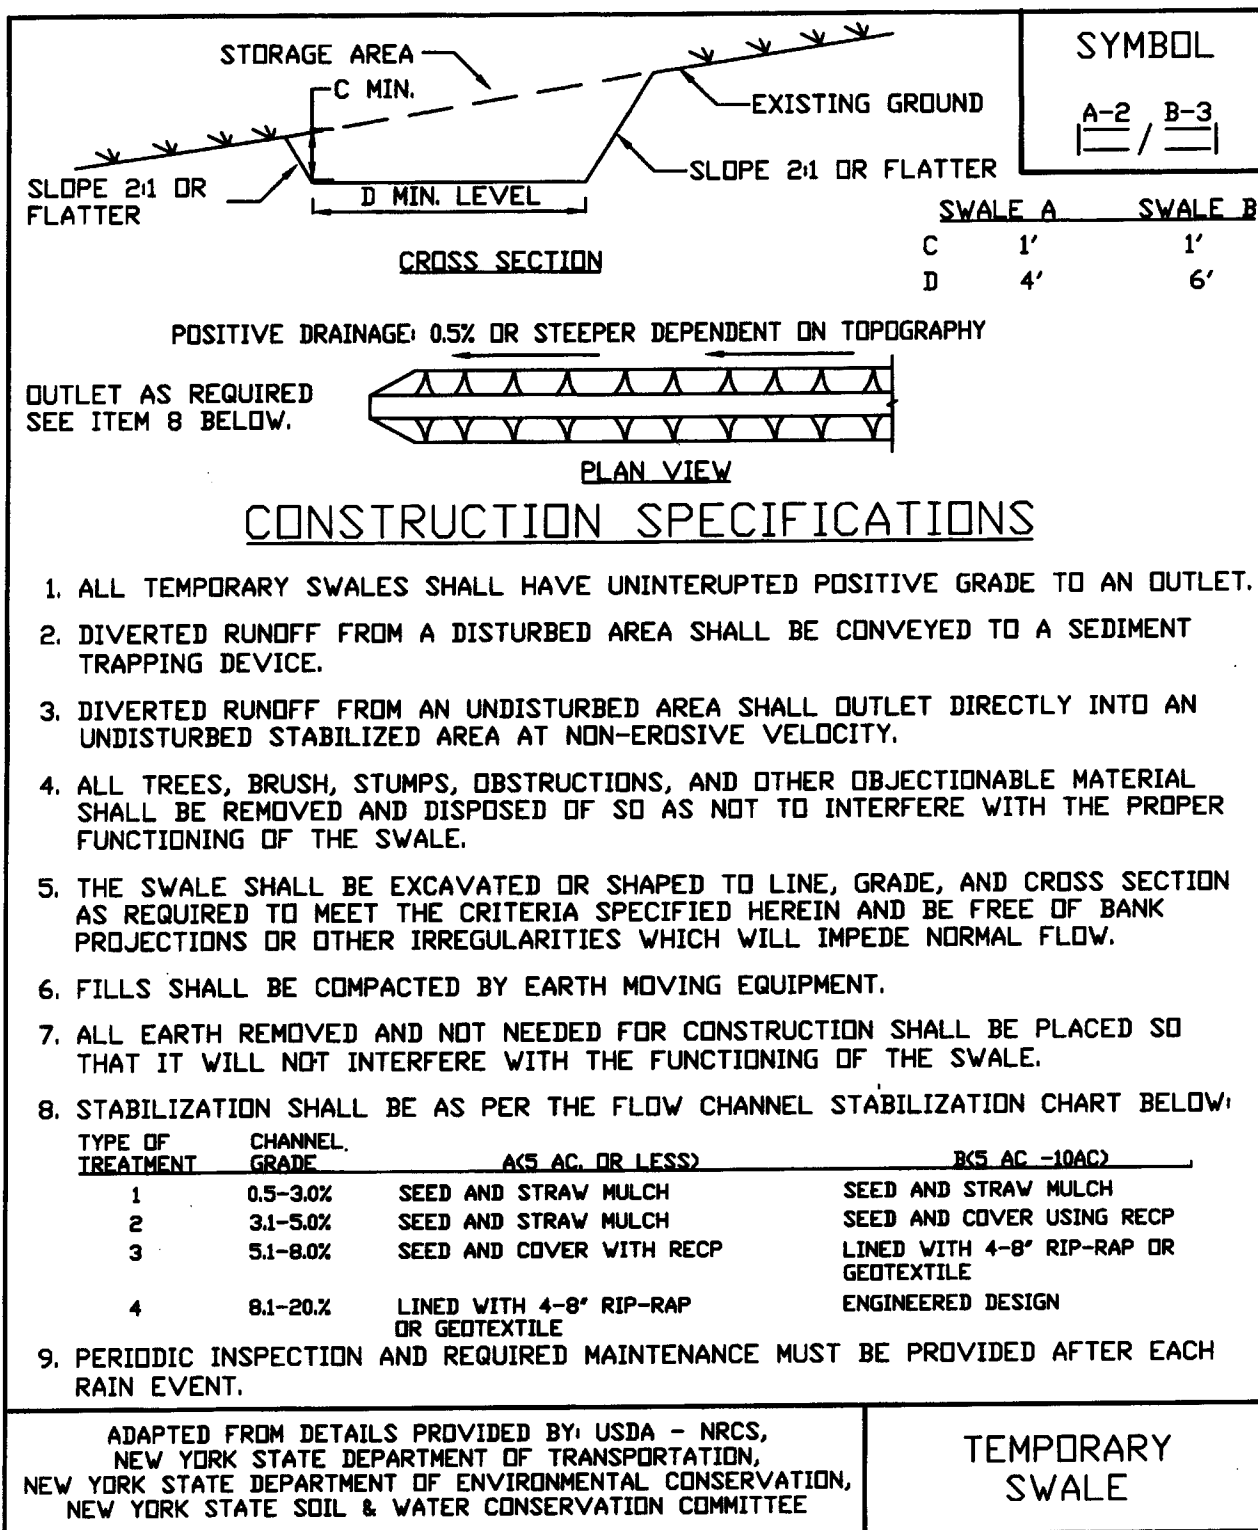 STORAGE AREA
C MIN.
EXISTING GROUND
SLOPE 2:1 OR
FLATTER
D MIN. LEVEL
SLOPE 2:1 OR FLATTER
CROSS SECTION
SYMBOL
A-2 / B-3
SWALE A SWALE B
C 1' 1'
D 4' 6'
POSITIVE DRAINAGE: 0.5% OR STEEPER DEPENDENT ON TOPOGRAPHY
OUTLET AS REQUIRED
SEE ITEM 8 BELOW.
PLAN VIEW
CONSTRUCTION SPECIFICATIONS
1. ALL TEMPORARY SWALES SHALL HAVE UNINTERUPTED POSITIVE GRADE TO AN OUTLET.
2. DIVERTED RUNOFF FROM A DISTURBED AREA SHALL BE CONVEYED TO A SEDIMENT
TRAPPING DEVICE.
3. DIVERTED RUNOFF FROM AN UNDISTURBED AREA SHALL OUTLET DIRECTLY INTO AN
UNDISTURBED STABILIZED AREA AT NON-EROSIVE VELOCITY.
4. ALL TREES, BRUSH, STUMPS, OBSTRUCTIONS, AND OTHER OBJECTIONABLE MATERIAL
SHALL BE REMOVED AND DISPOSED OF SO AS NOT TO INTERFERE WITH THE PROPER
FUNCTIONING OF THE SWALE.
5. THE SWALE SHALL BE EXCAVATED OR SHAPED TO LINE, GRADE, AND CROSS SECTION
AS REQUIRED TO MEET THE CRITERIA SPECIFIED HEREIN AND BE FREE OF BANK
PROJECTIONS OR OTHER IRREGULARITIES WHICH WILL IMPEDE NORMAL FLOW.
6. FILLS SHALL BE COMPACTED BY EARTH MOVING EQUIPMENT.
7. ALL EARTH REMOVED AND NOT NEEDED FOR CONSTRUCTION SHALL BE PLACED SO
THAT IT WILL NOT INTERFERE WITH THE FUNCTIONING OF THE SWALE.
8. STABILIZATION SHALL BE AS PER THE FLOW CHANNEL STABILIZATION CHART BELOW:
TYPE OF CHANNEL
TREATMENT GRADE A(5 AC. OR LESS) B(5 AC -10AC)
1 0.5-3.0% SEED AND STRAW MULCH SEED AND STRAW MULCH
2 3.1-5.0% SEED AND STRAW MULCH SEED AND COVER USING RECP
3 5.1-8.0% SEED AND COVER WITH RECP LINED WITH 4-8" RIP-RAP OR
GEOTEXTILE
4 8.1-20.% LINED WITH 4-8" RIP-RAP ENGINEERED DESIGN
OR GEOTEXTILE
9. PERIODIC INSPECTION AND REQUIRED MAINTENANCE MUST BE PROVIDED AFTER EACH
RAIN EVENT.
ADAPTED FROM DETAILS PROVIDED BY: USDA - NRCS,
NEW YORK STATE DEPARTMENT OF TRANSPORTATION,
NEW YORK STATE DEPARTMENT OF ENVIRONMENTAL CONSERVATION,
NEW YORK STATE SOIL & WATER CONSERVATION COMMITTEE
TEMPORARY
SWALE